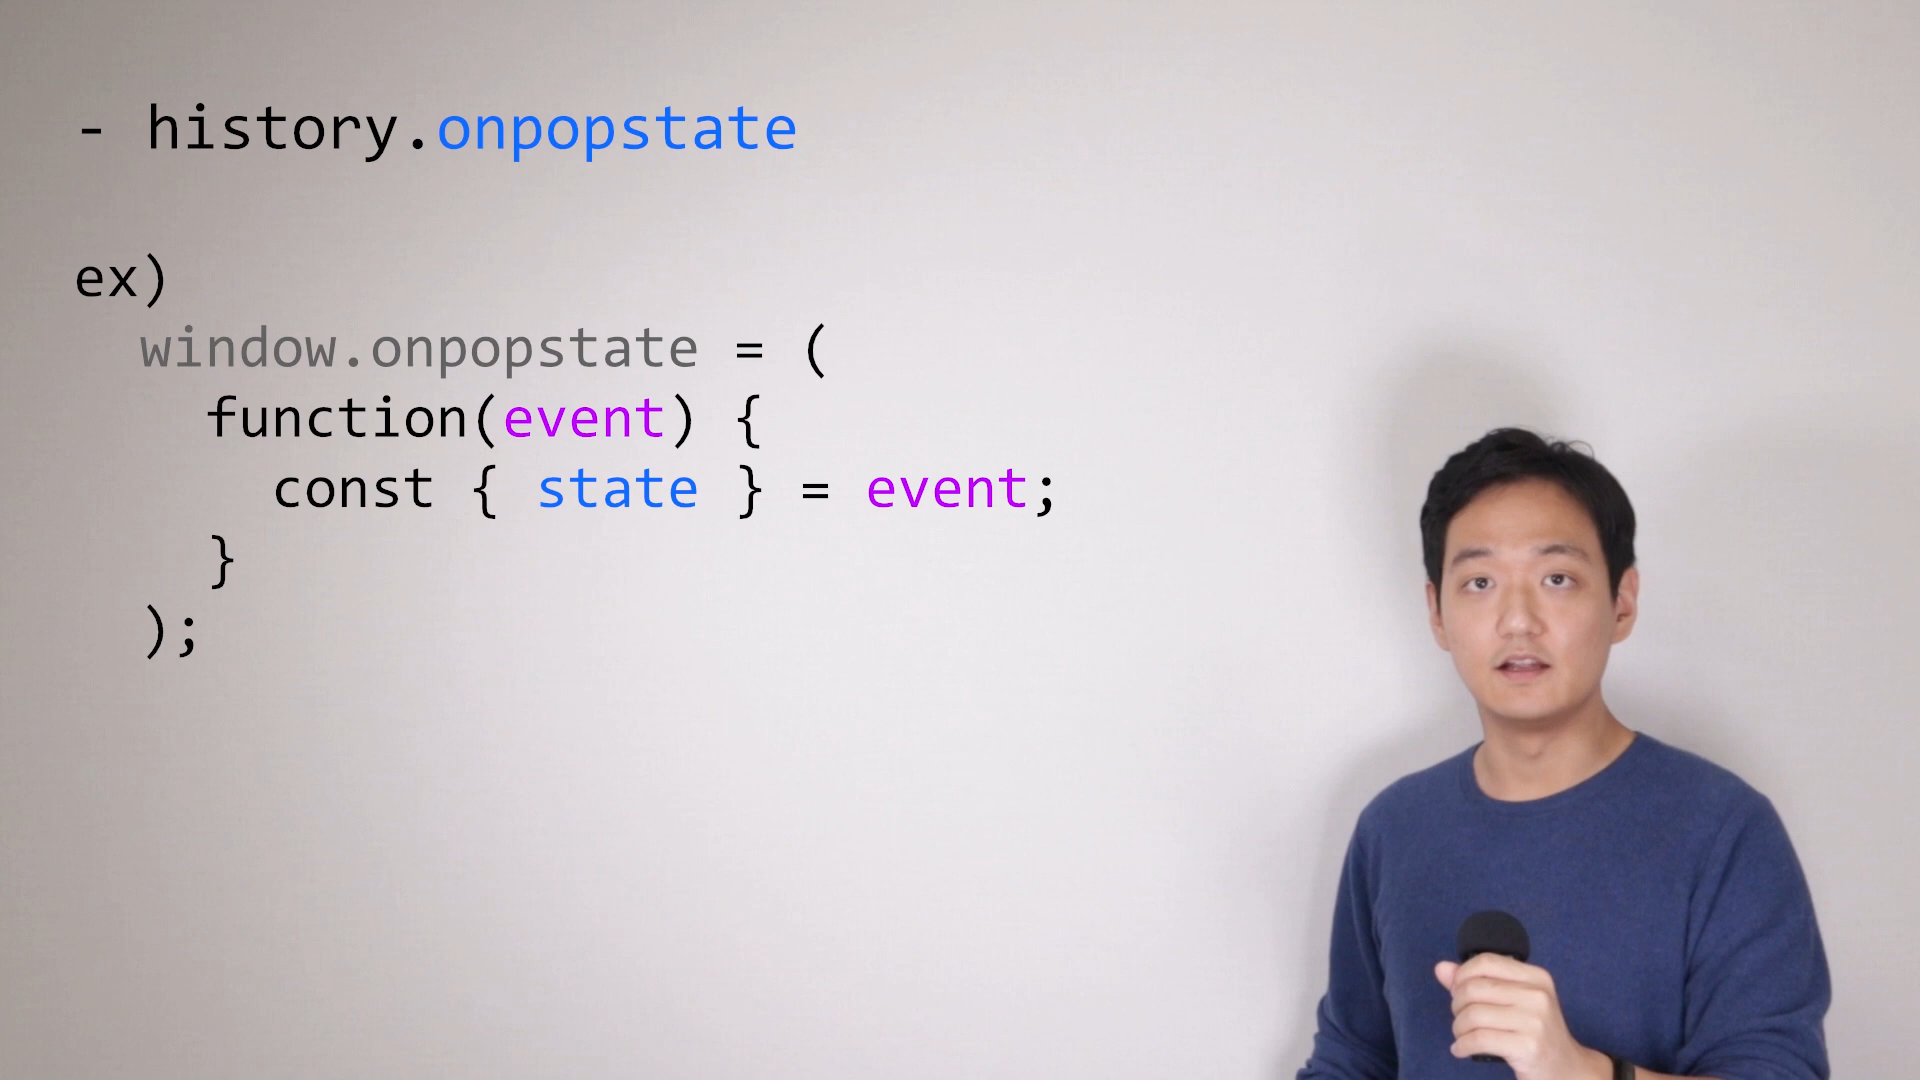 - history.onpopstate
ex)
window.onpopstate = (
function(event) {
const { state } = event;
}
);